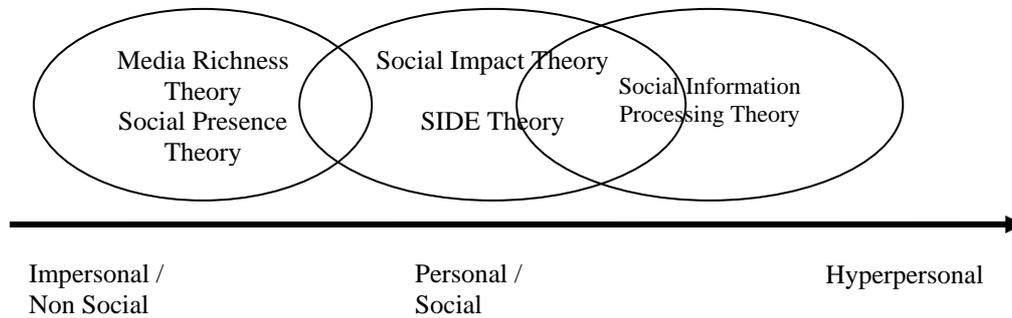 Media Richness
Theory
Social Presence
Theory
Social Impact Theory
SIDE Theory
Social Information
Processing Theory
Impersonal /
Non Social
Personal /
Social
Hyperpersonal